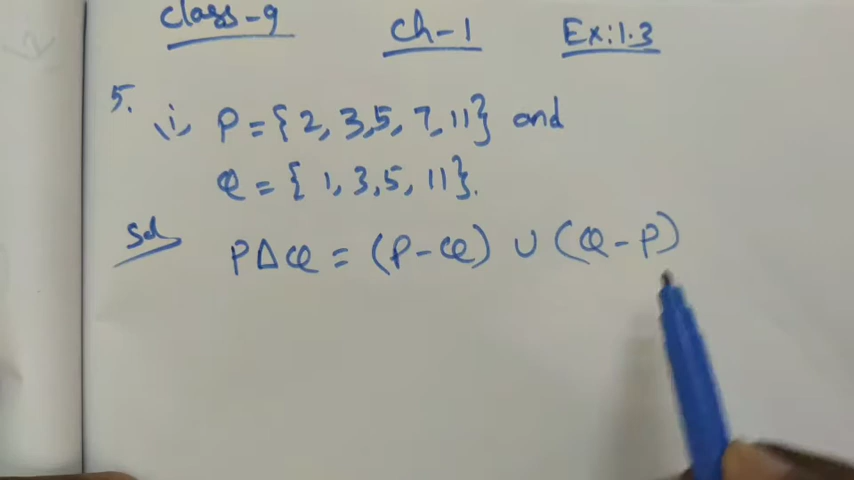 class-9 ch-1 Ex:1.3
5. i, P = {2, 3, 5, 7, 11} and
Q = { 1, 3, 5, 11}.
Sol P Δ Q = (P - Q) ∪ (Q - P)